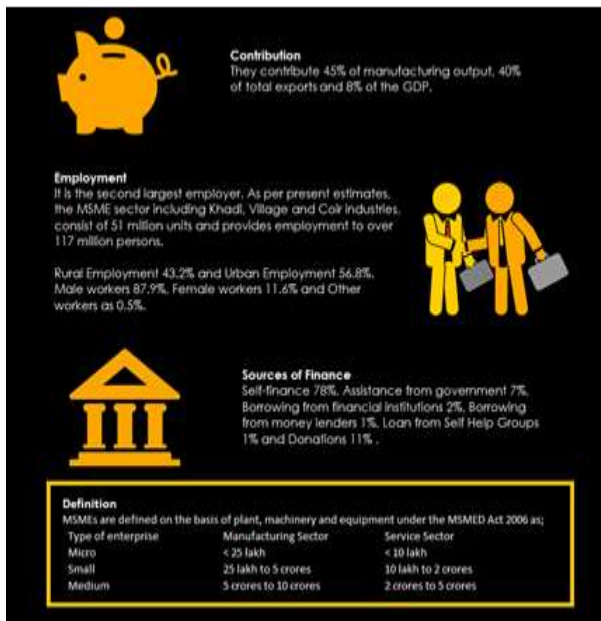 Contribution
They contribute 45% of manufacturing output, 40%
of total exports and 8% of the GDP.
Employment
It is the second largest employer. As per present estimates,
the MSME sector including Khadi, Village and Coir industries,
consist of 51 million units and provides employment to over
117 million persons.
Rural Employment 43.2% and Urban Employment 56.8%.
Male workers 87.9%, Female workers 11.6% and Other
workers as 0.5%.
Sources of Finance
Self-finance 78%, Assistance from government 7%,
Borrowing from financial institutions 2%, Borrowing
from money lenders 1%, Loan from Self Help Groups
1% and Donations 11% .
Definition
MSMEs are defined on the basis of plant, machinery and equipment under the MSMED Act 2006 as;
Type of enterprise Manufacturing Sector Service Sector
Micro < 25 lakh < 10 lakh
Small 25 lakh to 5 crores 10 lakh to 2 crores
Medium 5 crores to 10 crores 2 crores to 5 crores